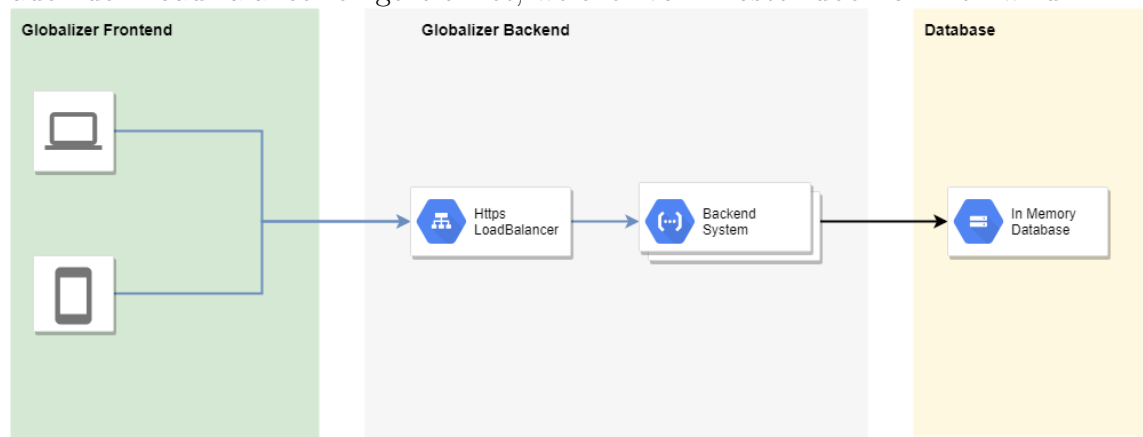 Globalizer Frontend
Globalizer Backend
Database
Https
LoadBalancer
Backend
System
In Memory
Database